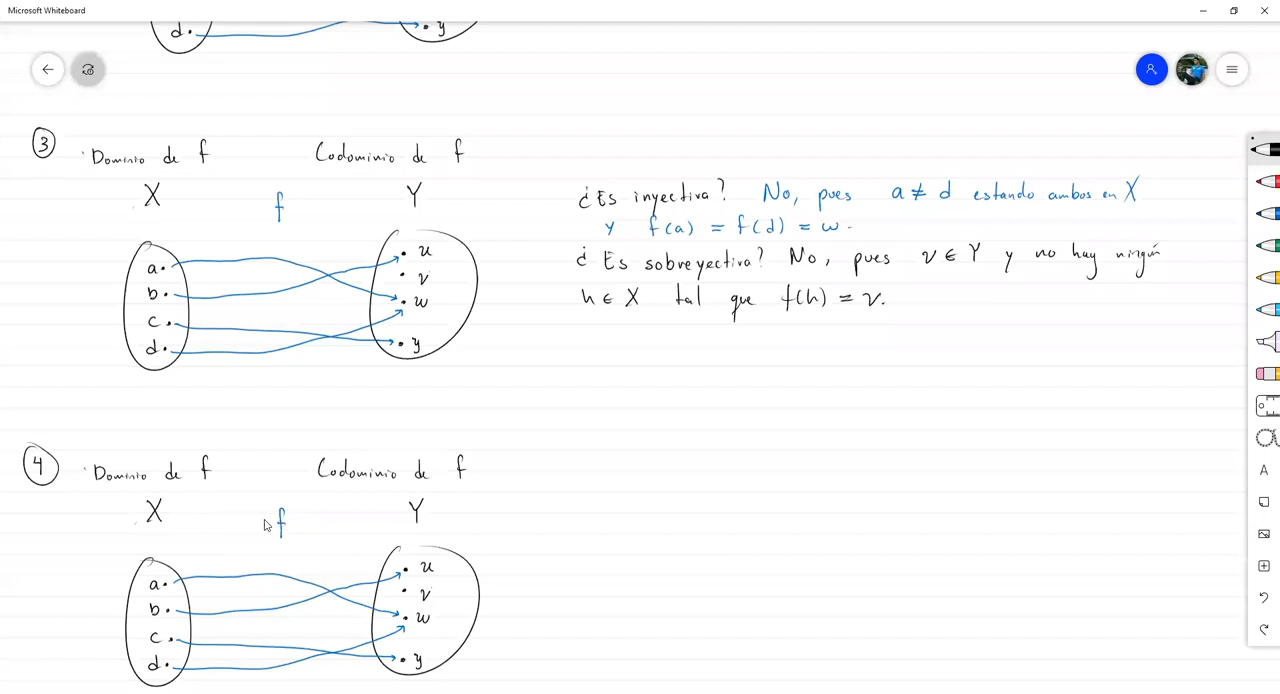 Microsoft Whiteboard
d. y
3 Dominio de f Codominio de f
X f Y
a. u
b. v
c. w
d. y
¿Es inyectiva? No, pues a ≠ d estando ambos en X
y f(a) = f(d) = w.
¿Es sobreyectiva? No, pues v ∈ Y y no hay ningún
h ∈ X tal que f(h) = v.
4 Dominio de f Codominio de f
X f Y
a. u
b. v
c. w
d. y
A